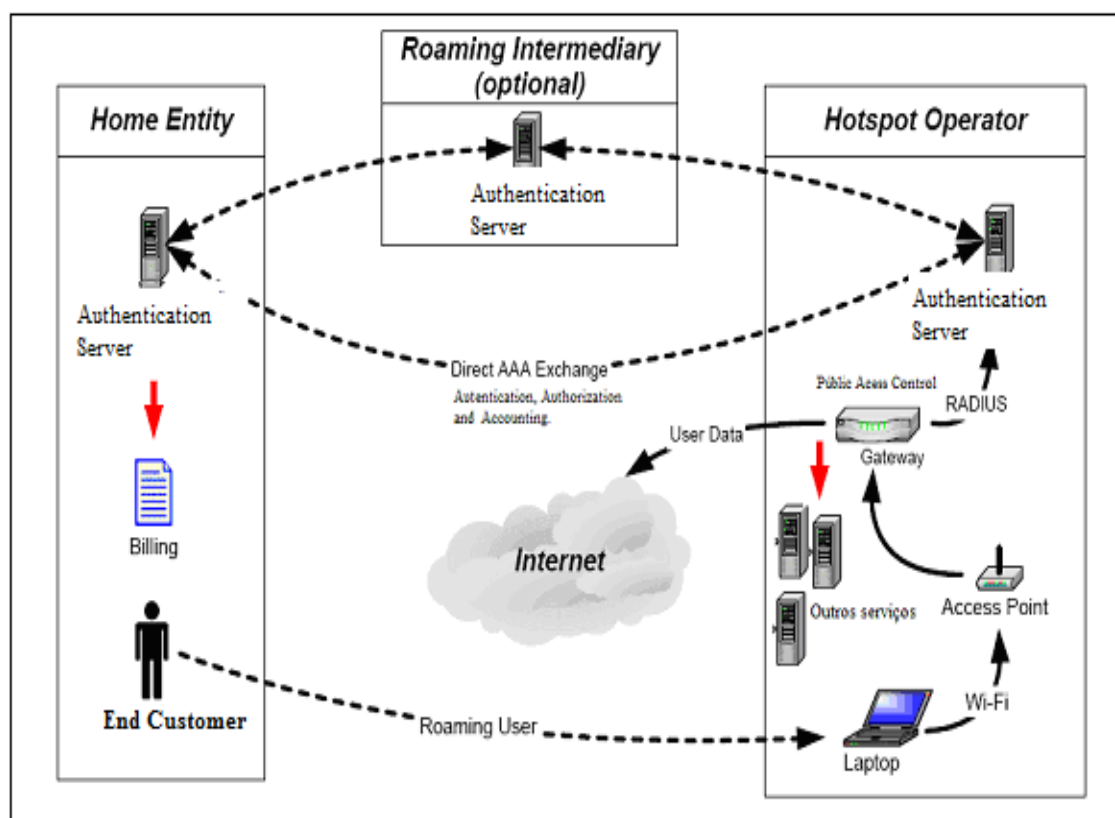 Roaming Intermediary
(optional)
Authentication
Server
Home Entity
Authentication
Server
Billing
End Customer
Hotspot Operator
Authentication
Server
Direct AAA Exchange
Autentication, Authorization
and Accounting.
Public Acess Control
RADIUS
User Data
Gateway
Internet
Outros serviços
Access Point
Wi-Fi
Roaming User
Laptop